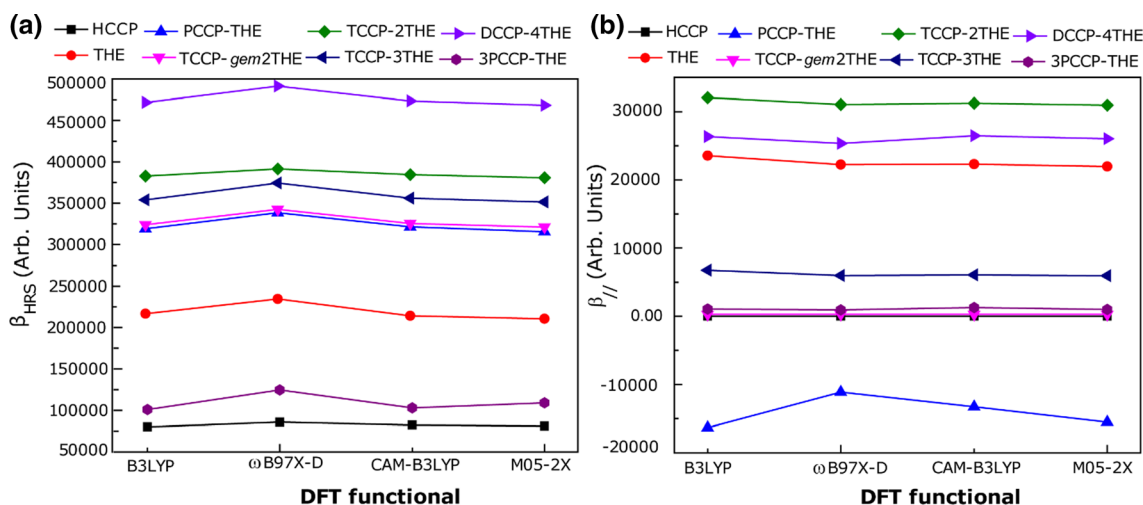 (a)
HCCP PCCP-THE TCCP-2THE DCCP-4THE
THE TCCP-gem2THE TCCP-3THE 3PCCP-THE
500000
450000
400000
350000
300000
250000
200000
150000
100000
50000
βHRS (Arb. Units)
B3LYP ωB97X-D CAM-B3LYP M05-2X
DFT functional
(b)
HCCP PCCP-THE TCCP-2THE DCCP-4THE
THE TCCP-gem2THE TCCP-3THE 3PCCP-THE
30000
20000
10000
0.00
-10000
-20000
β// (Arb. Units)
B3LYP ωB97X-D CAM-B3LYP M05-2X
DFT functional